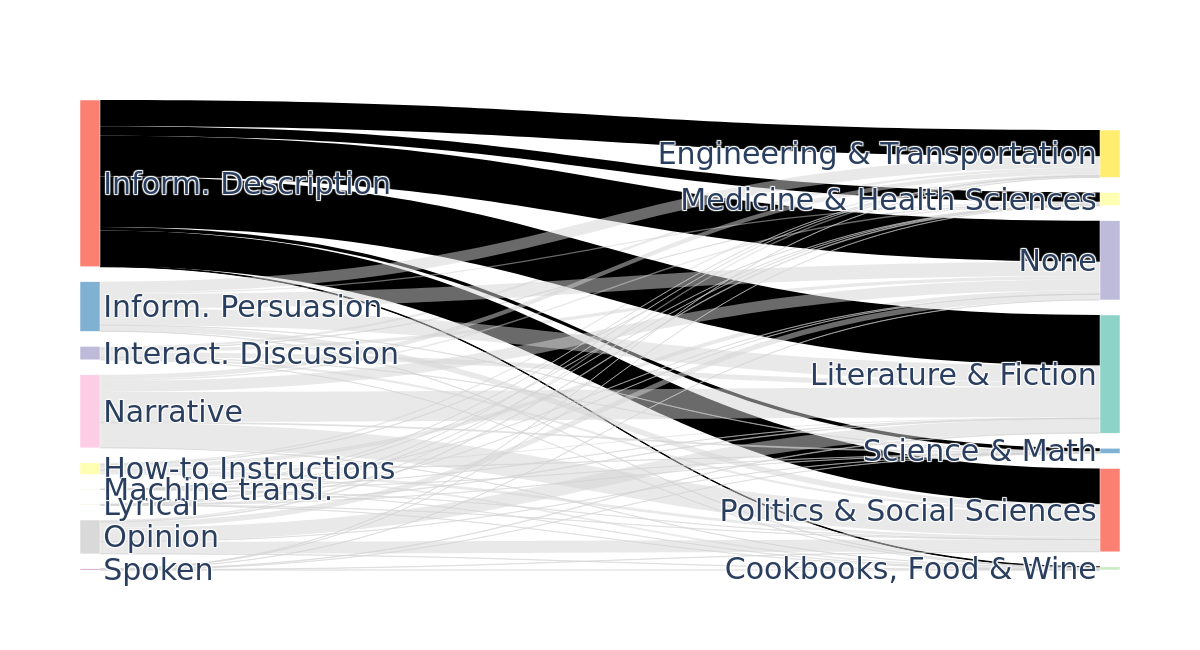 Inform. Description
Inform. Persuasion
Interact. Discussion
Narrative
How-to Instructions
Machine transl.
Lyrical
Opinion
Spoken
Engineering & Transportation
Medicine & Health Sciences
None
Literature & Fiction
Science & Math
Politics & Social Sciences
Cookbooks, Food & Wine